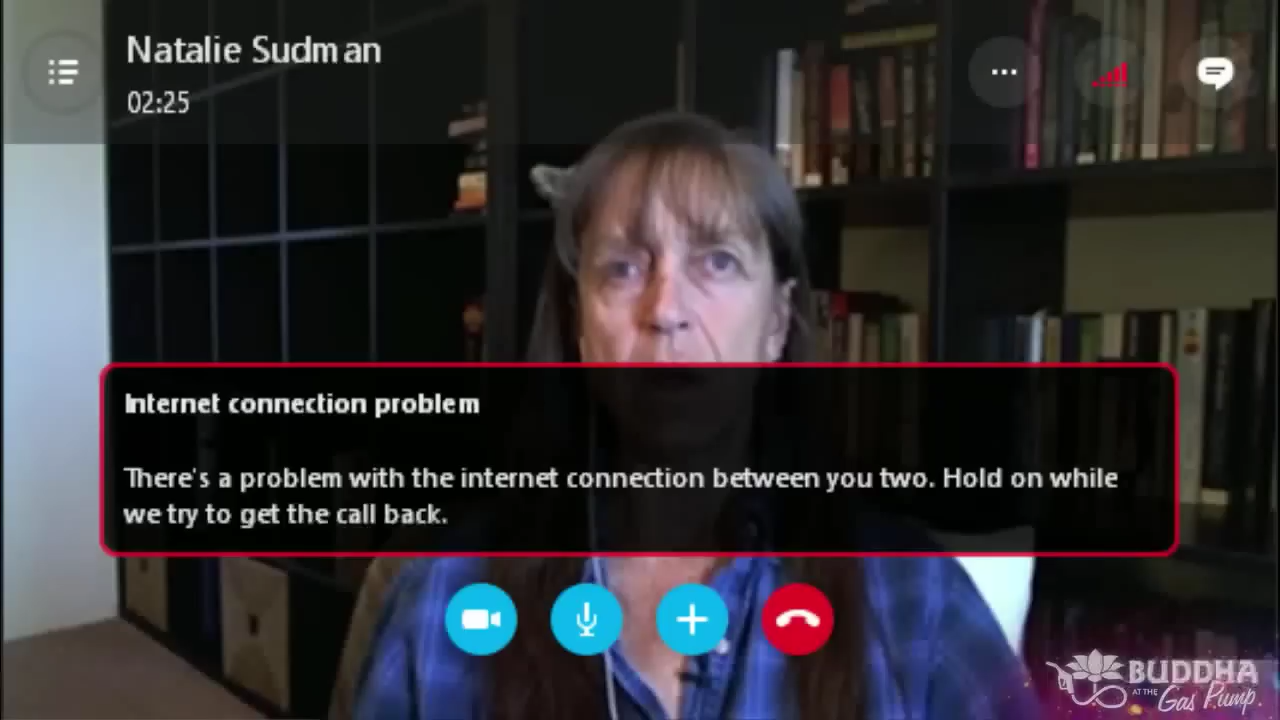 Natalie Sudman
02:25
Internet connection problem
There's a problem with the internet connection between you two. Hold on while
we try to get the call back.
BUDDHA
AT THE
Gas Pump